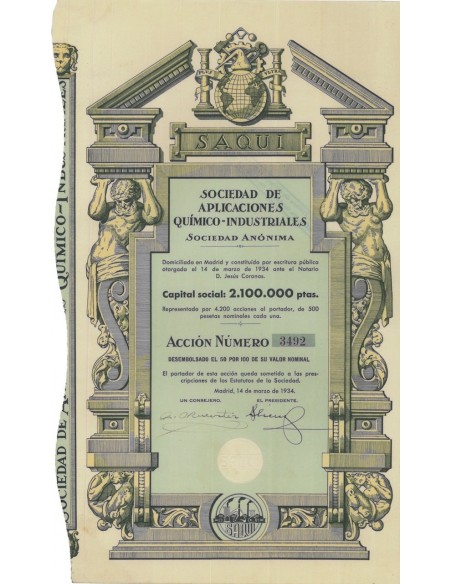 SAQUI
SOCIEDAD DE
APLICACIONES
QUÍMICO-INDUSTRIALES
SOCIEDAD ANÓNIMA
Domiciliada en Madrid y constituída por escritura pública
otorgada el 14 de marzo de 1934 ante el Notario
D. Jesús Coronas.
Capital social: 2.100.000 ptas.
Representado por 4.200 acciones al portador, de 500
pesetas nominales cada una.
ACCIÓN NÚMERO 3492
DESEMBOLSADO EL 50 POR 100 DE SU VALOR NOMINAL
El portador de esta acción queda sometido a las pres-
cripciones de los Estatutos de la Sociedad.
Madrid, 14 de marzo de 1934.
UN CONSEJERO. EL PRESIDENTE.
SAQUI
SOCIEDAD DE A
QUÍMICO-INDUSTRIALES